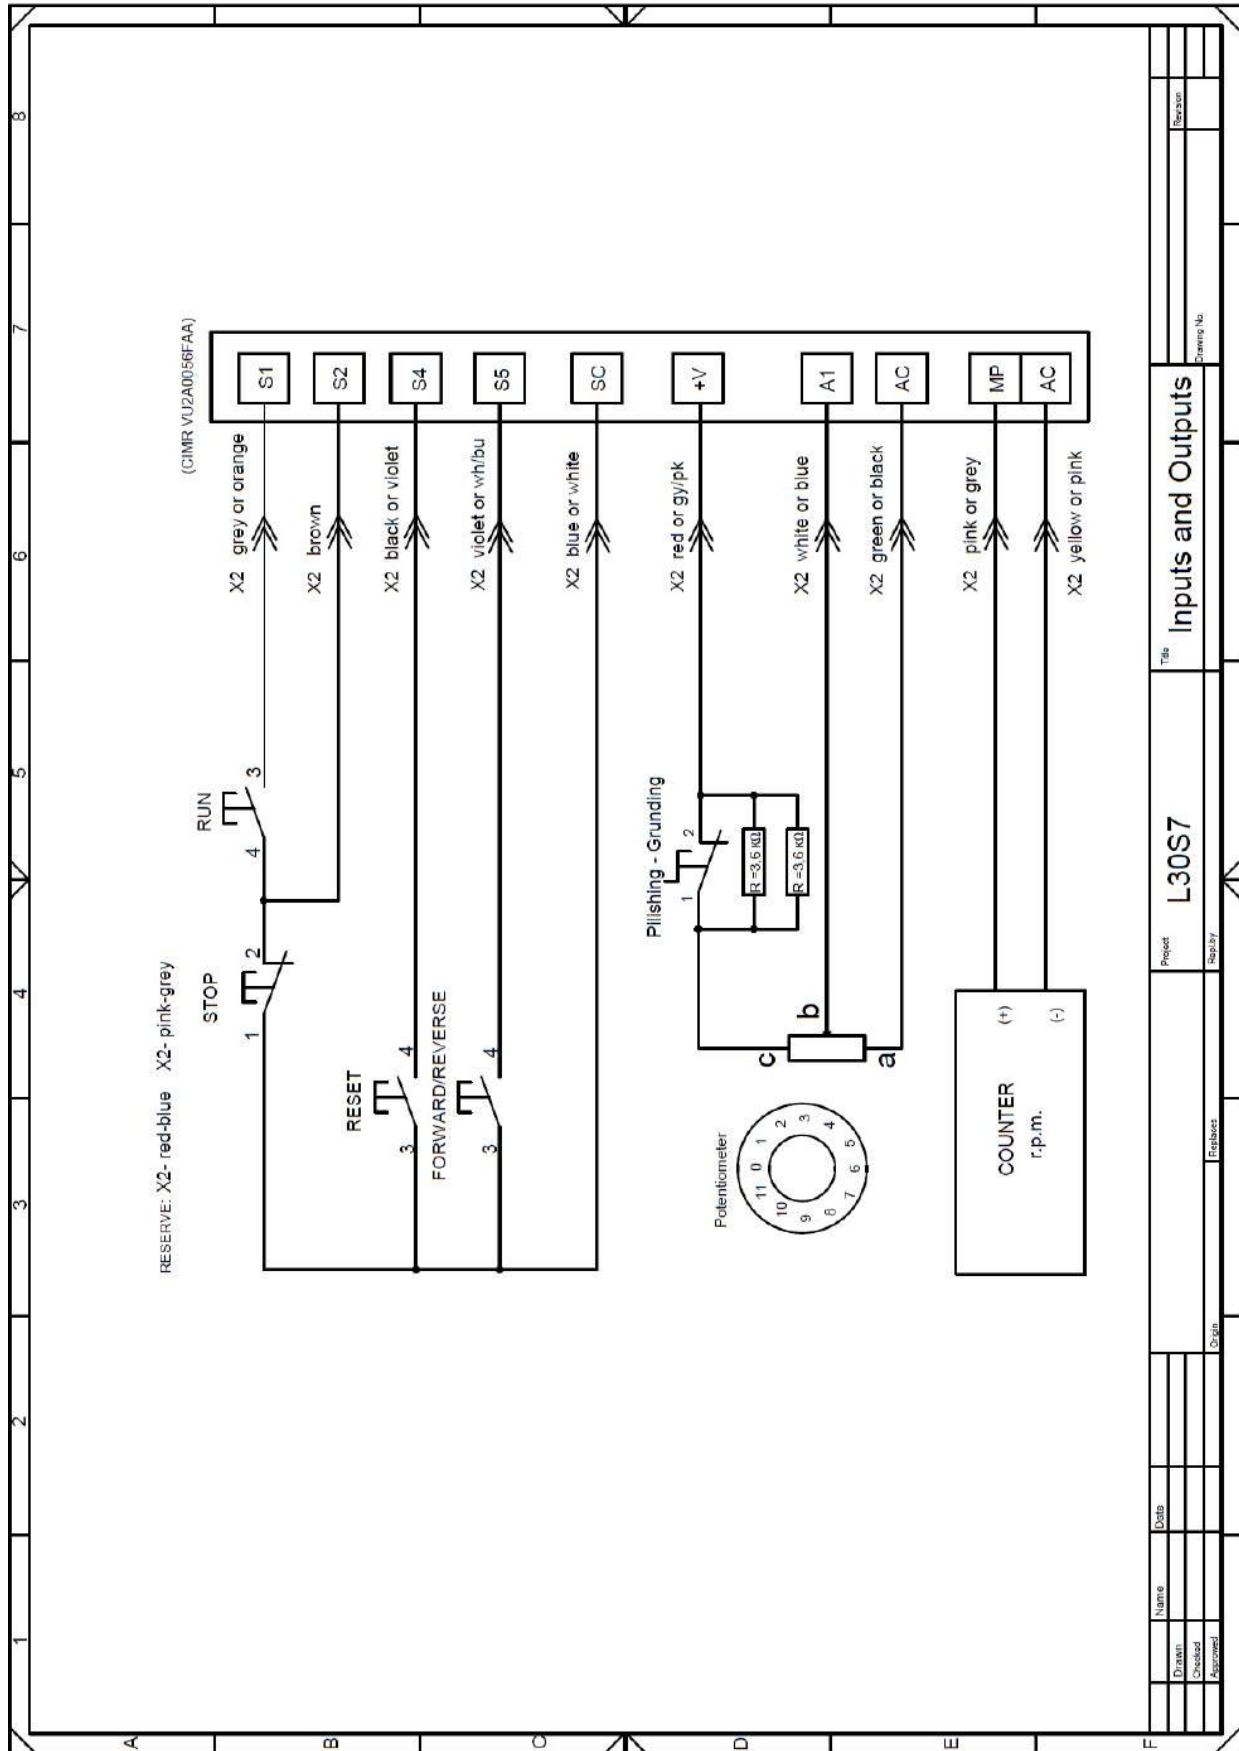 1
2
3
4
5
6
7
8
A
B
C
D
E
F
RESERVE: X2- red-blue X2- pink-grey
(CIMR VU2A0056FAA)
STOP
1
2
RUN
4
3
X2 grey or orange
S1
X2 brown
S2
RESET
3
4
X2 black or violet
S4
FORWARD/REVERSE
3
4
X2 violet or wh/bu
S5
X2 blue or white
SC
Pilishing - Grunding
1
2
R =3,6 kΩ
R =3,6 kΩ
X2 red or gy/pk
+V
Potentiometer
0
1
2
3
4
5
6
7
8
9
10
11
c
b
a
X2 white or blue
A1
X2 green or black
AC
COUNTER
r.p.m.
(+)
(-)
X2 pink or grey
MP
X2 yellow or pink
AC
Name
Date
Drawn
Checked
Approved
Origin
Replaces
Repl.by
Project
L30S7
Title
Inputs and Outputs
Drawing No.
Revision